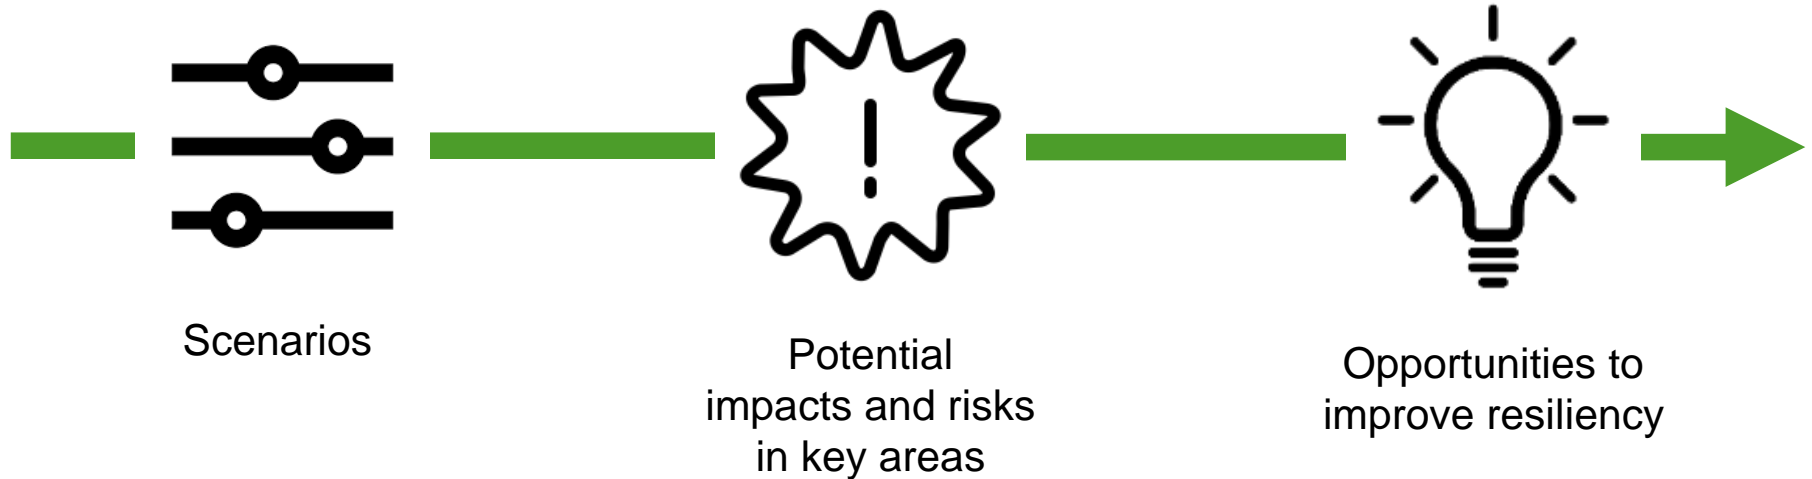 Scenarios
Potential
impacts and risks
in key areas
Opportunities to
improve resiliency